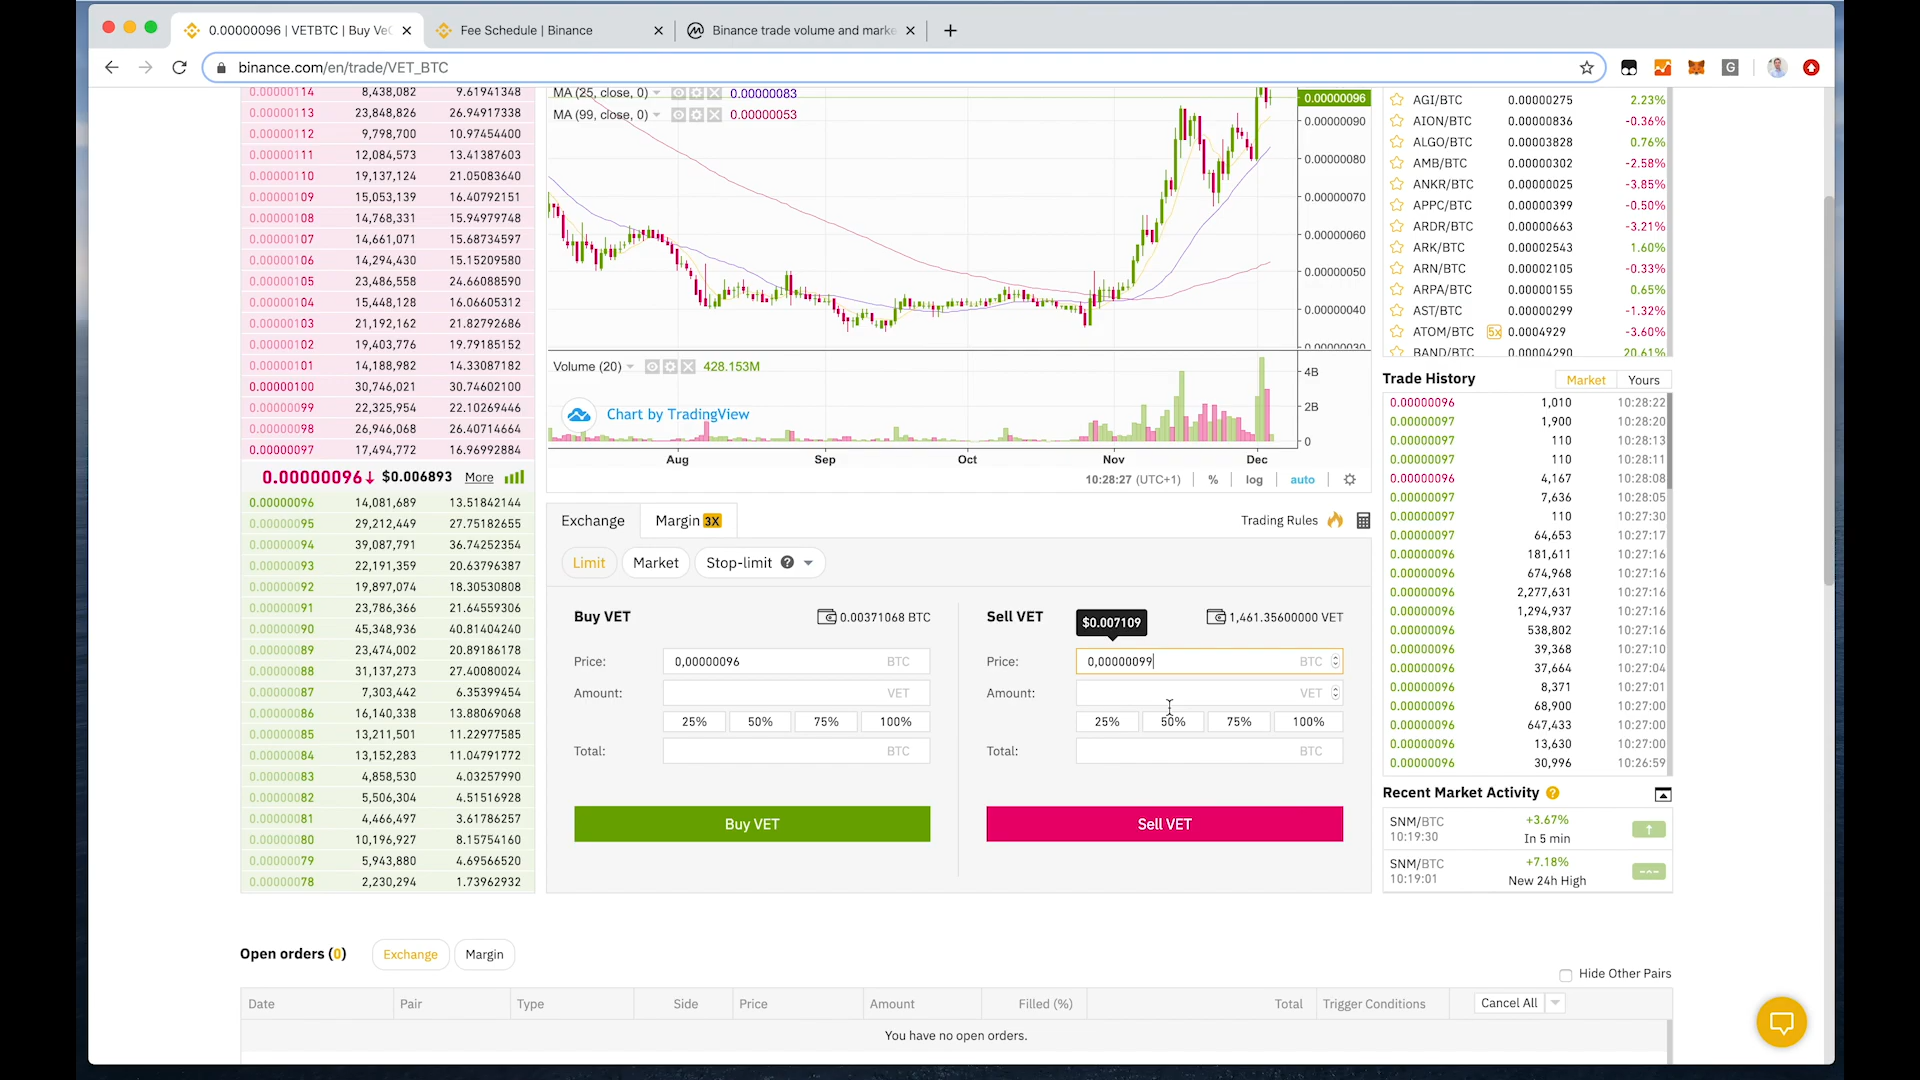 0.00000096 | VETBTC | Buy VeC
Fee Schedule | Binance
Binance trade volume and marke
binance.com/en/trade/VET_BTC
G
0.00000114 8,438,082 9.61941348
0.00000113 23,848,826 26.94917338
0.00000112 9,798,700 10.97454400
0.00000111 12,084,573 13.41387603
0.00000110 19,137,124 21.05083640
0.00000109 15,053,139 16.40792151
0.00000108 14,768,331 15.94979748
0.00000107 14,661,071 15.68734597
0.00000106 14,294,430 15.15209580
0.00000105 23,486,558 24.66088590
0.00000104 15,448,128 16.06605312
0.00000103 21,192,162 21.82792686
0.00000102 19,403,776 19.79185152
0.00000101 14,188,982 14.33087182
0.00000100 30,746,021 30.74602100
0.00000099 22,325,954 22.10269446
0.00000098 26,946,068 26.40714664
0.00000097 17,494,772 16.96992884
0.00000096↓ $0.006893 More
0.00000096 14,081,689 13.51842144
0.00000095 29,212,449 27.75182655
0.00000094 39,087,791 36.74252354
0.00000093 22,191,359 20.63796387
0.00000092 19,897,074 18.30530808
0.00000091 23,786,366 21.64559306
0.00000090 45,348,936 40.81404240
0.00000089 23,474,002 20.89186178
0.00000088 31,137,273 27.40080024
0.00000087 7,303,442 6.35399454
0.00000086 16,140,338 13.88069068
0.00000085 13,211,501 11.22977585
0.00000084 13,152,283 11.04791772
0.00000083 4,858,530 4.03257990
0.00000082 5,506,304 4.51516928
0.00000081 4,466,497 3.61786257
0.00000080 10,196,927 8.15754160
0.00000079 5,943,880 4.69566520
0.00000078 2,230,294 1.73962932
MA (25, close, 0) 0.00000083
MA (99, close, 0) 0.00000053
0.00000096
0.00000090
0.00000080
0.00000070
0.00000060
0.00000050
0.00000040
0.00000030
Volume (20) 428.153M
4B
2B
0
Chart by TradingView
Aug Sep Oct Nov Dec
10:28:27 (UTC+1) % log auto
Exchange Margin 3X Trading Rules
Limit Market Stop-limit ?
Buy VET 0.00371068 BTC
Price: 0,00000096 BTC
Amount: VET
25% 50% 75% 100%
Total: BTC
Buy VET
Sell VET $0.007109 1,461.35600000 VET
Price: 0,00000099 BTC
Amount: VET
25% 50% 75% 100%
Total: BTC
Sell VET
AGI/BTC 0.00000275 2.23%
AION/BTC 0.00000836 -0.36%
ALGO/BTC 0.00003828 0.76%
AMB/BTC 0.00000302 -2.58%
ANKR/BTC 0.00000025 -3.85%
APPC/BTC 0.00000399 -0.50%
ARDR/BTC 0.00000663 -3.21%
ARK/BTC 0.00002543 1.60%
ARN/BTC 0.00002105 -0.33%
ARPA/BTC 0.00000155 0.65%
AST/BTC 0.00000299 -1.32%
ATOM/BTC 5x 0.0004929 -3.60%
BAND/BTC 0.00004290 20.61%
Trade History Market Yours
0.00000096 1,010 10:28:22
0.00000097 1,900 10:28:20
0.00000097 110 10:28:13
0.00000097 110 10:28:11
0.00000096 4,167 10:28:08
0.00000097 7,636 10:28:05
0.00000097 110 10:27:30
0.00000097 64,653 10:27:17
0.00000096 181,611 10:27:16
0.00000096 674,968 10:27:16
0.00000096 2,277,631 10:27:16
0.00000096 1,294,937 10:27:16
0.00000096 538,802 10:27:16
0.00000096 39,368 10:27:10
0.00000096 37,664 10:27:04
0.00000096 8,371 10:27:01
0.00000096 68,900 10:27:00
0.00000096 647,433 10:27:00
0.00000096 13,630 10:27:00
0.00000096 30,996 10:26:59
Recent Market Activity ?
SNM/BTC +3.67%
10:19:30 In 5 min
SNM/BTC +7.18%
10:19:01 New 24h High
Open orders (0) Exchange Margin
Hide Other Pairs
Date Pair Type Side Price Amount Filled (%) Total Trigger Conditions Cancel All
You have no open orders.